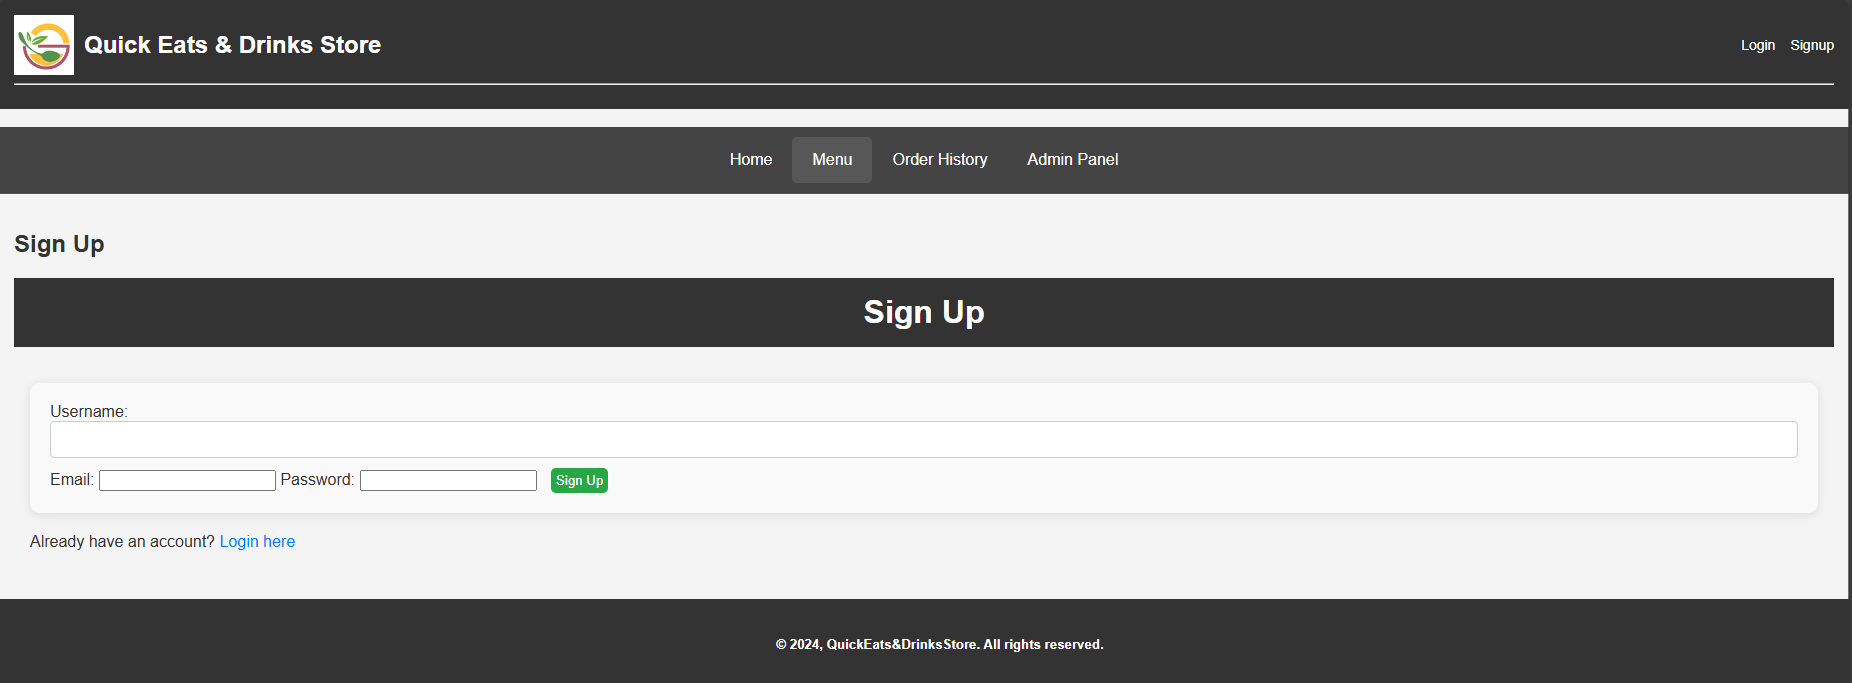 Quick Eats & Drinks Store
Login Signup
Home Menu Order History Admin Panel
Sign Up
Sign Up
Username:
Email: Password: Sign Up
Already have an account? Login here
© 2024, QuickEats&DrinksStore. All rights reserved.